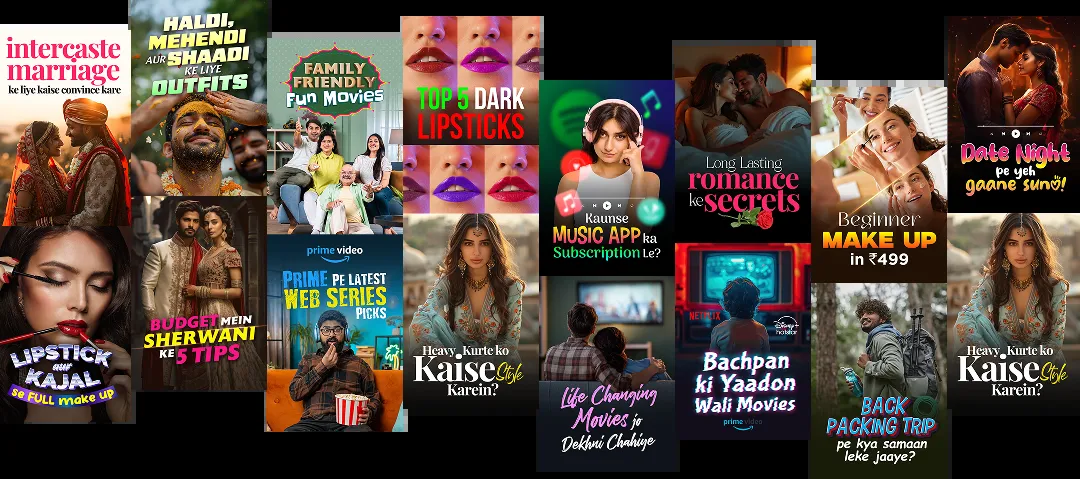 intercaste
marriage
ke liye kaise convince kare
LIPSTICK
aur
KAJAL
se FULL make up
HALDI,
MEHENDI
AUR SHAADI
KE LIYE
OUTFITS
BUDGET MEIN
SHERWANI
KE 5 TIPS
FAMILY
FRIENDLY
Fun Movies
prime video
PRIME PE LATEST
WEB SERIES
PICKS
TOP 5 DARK
LIPSTICKS
Heavy Kurte ko
Kaise Style
Karein?
Kaunse
MUSIC APP ka
Subscription Le?
Life Changing
Movies jo
Dekhni Chahiye
Long Lasting
romance
ke secrets
NETFLIX
Disney+
hotstar
Bachpan
ki Yaadon
Wali Movies
prime video
Beginner
MAKE UP
in ₹499
BACK
PACKING TRIP
pe kya samaan
leke jaaye?
Date Night
pe yeh
gaane suno!
Heavy Kurte ko
Kaise Style
Karein?